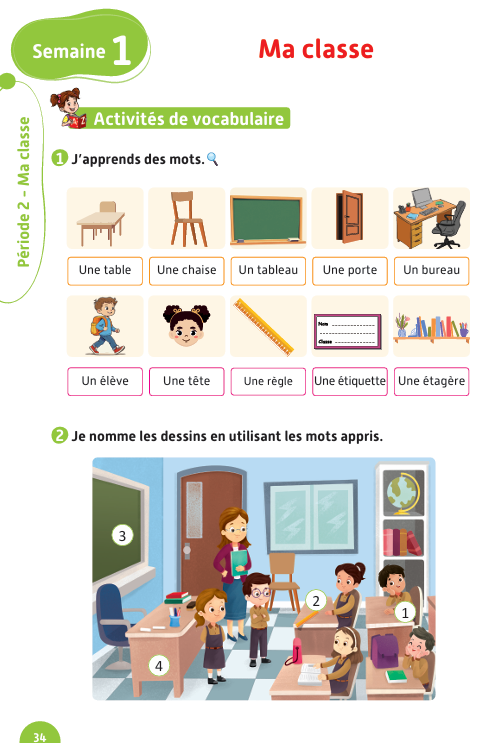 Semaine 1
Ma classe
Période 2 - Ma classe
Activités de vocabulaire
1 J'apprends des mots.
Une table
Une chaise
Un tableau
Une porte
Un bureau
Nom
Classe
Un élève
Une tête
Une règle
Une étiquette
Une étagère
2 Je nomme les dessins en utilisant les mots appris.
3
2
1
4
34